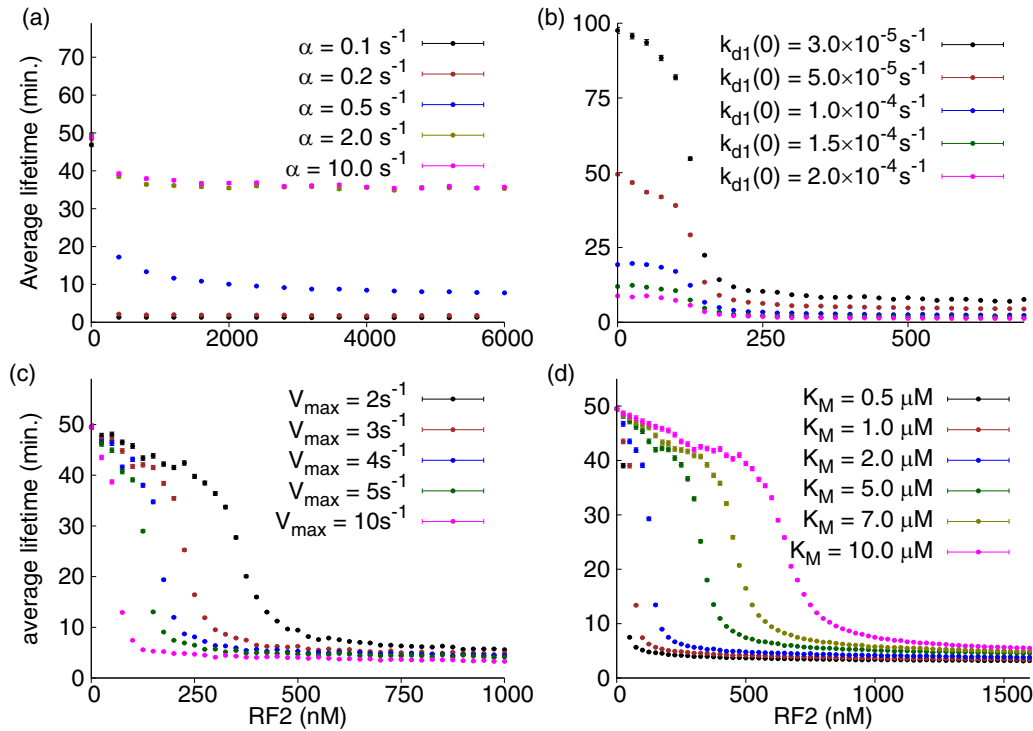 (a)
Average lifetime (min.)
70
60
50
40
30
20
10
0
0 2000 4000 6000
α = 0.1 s⁻¹
α = 0.2 s⁻¹
α = 0.5 s⁻¹
α = 2.0 s⁻¹
α = 10.0 s⁻¹
(b)
100
75
50
25
0
250 500
k_d1(0) = 3.0×10⁻⁵s⁻¹
k_d1(0) = 5.0×10⁻⁵s⁻¹
k_d1(0) = 1.0×10⁻⁴s⁻¹
k_d1(0) = 1.5×10⁻⁴s⁻¹
k_d1(0) = 2.0×10⁻⁴s⁻¹
(c)
average lifetime (min.)
50
40
30
20
10
0
0 250 500 750 1000
RF2 (nM)
V_max = 2s⁻¹
V_max = 3s⁻¹
V_max = 4s⁻¹
V_max = 5s⁻¹
V_max = 10s⁻¹
(d)
50
40
30
20
10
0
0 500 1000 1500
RF2 (nM)
K_M = 0.5 μM
K_M = 1.0 μM
K_M = 2.0 μM
K_M = 5.0 μM
K_M = 7.0 μM
K_M = 10.0 μM